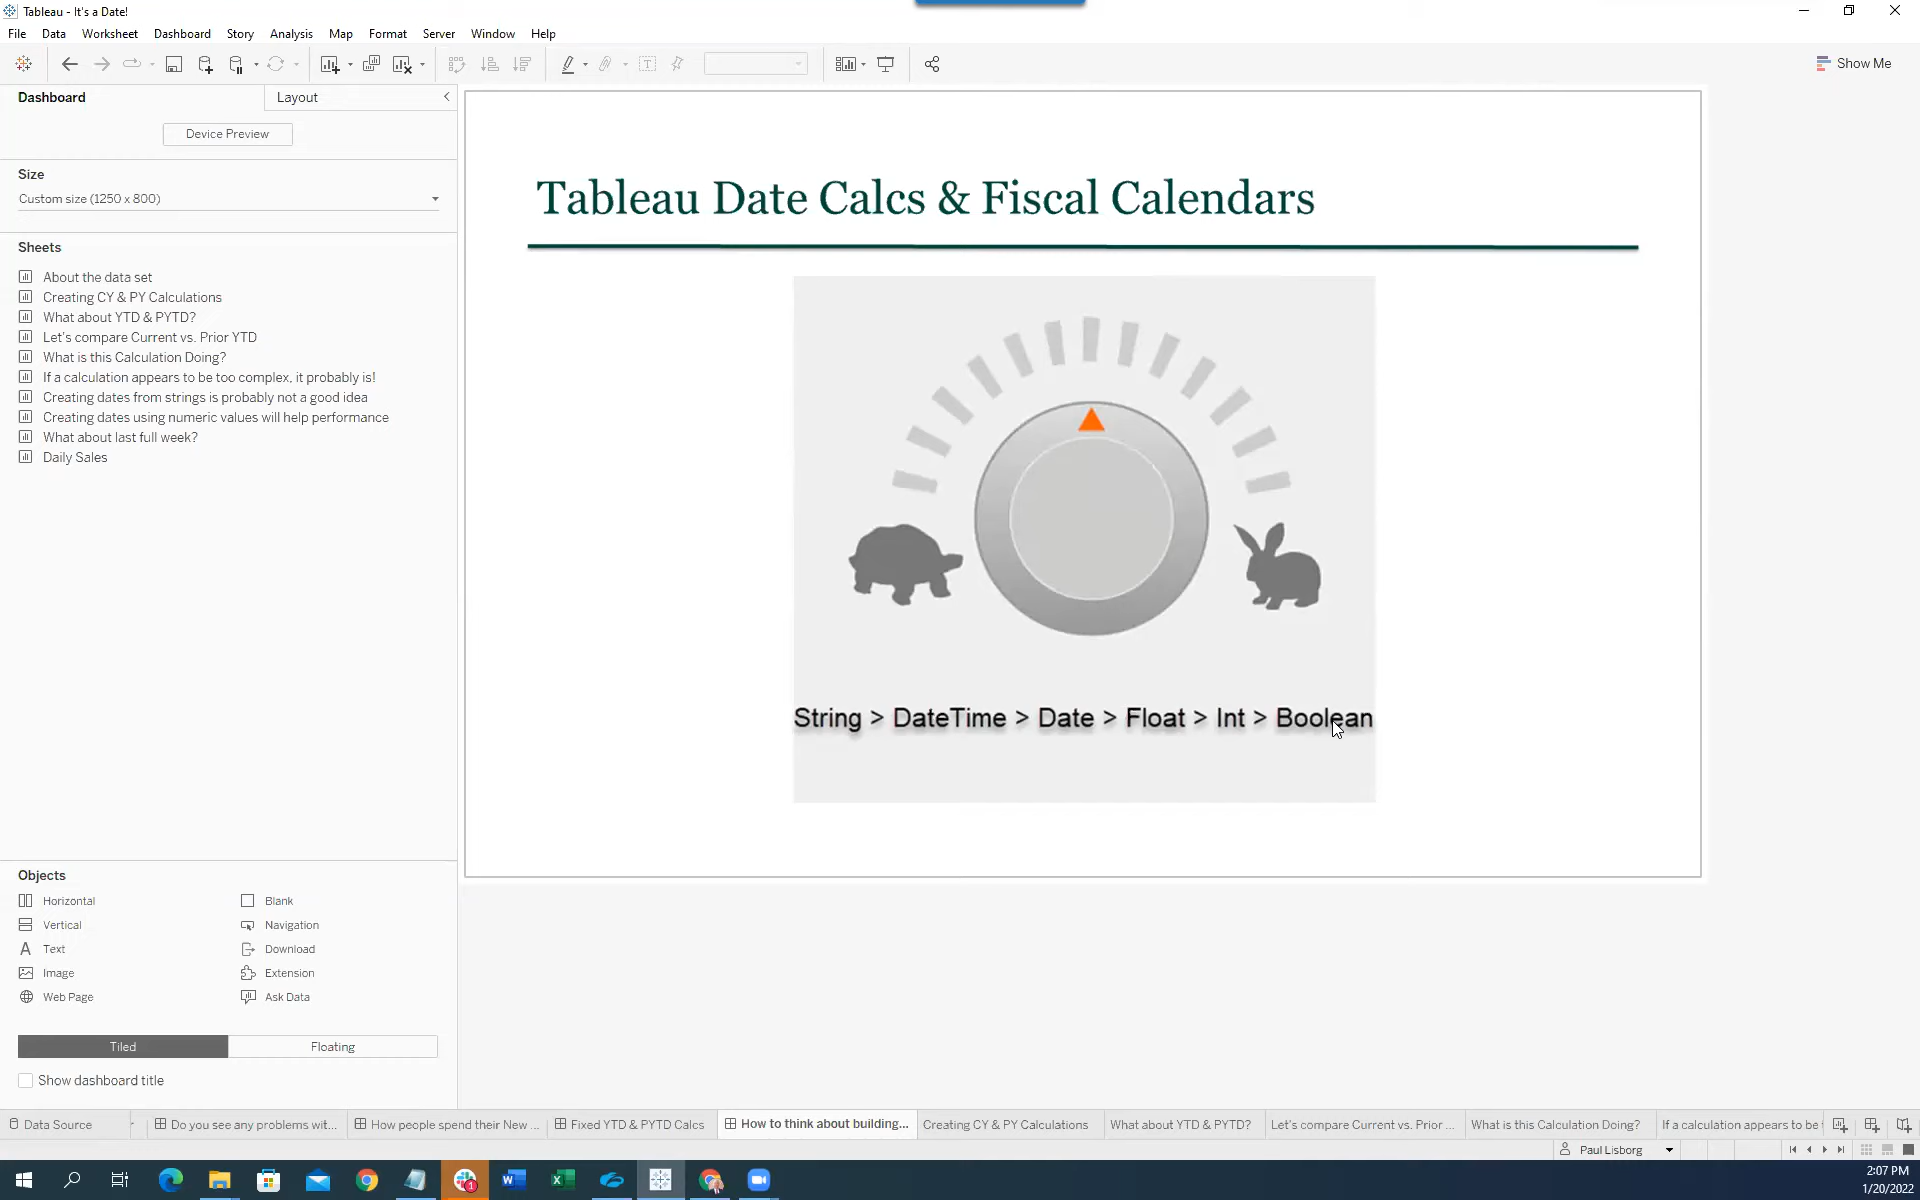 Tableau - It's a Date!
File Data Worksheet Dashboard Story Analysis Map Format Server Window Help
Show Me
Dashboard Layout
Device Preview
Size
Custom size (1250 x 800)
Sheets
About the data set
Creating CY & PY Calculations
What about YTD & PYTD?
Let's compare Current vs. Prior YTD
What is this Calculation Doing?
If a calculation appears to be too complex, it probably is!
Creating dates from strings is probably not a good idea
Creating dates using numeric values will help performance
What about last full week?
Daily Sales
Tableau Date Calcs & Fiscal Calendars
String > DateTime > Date > Float > Int > Boolean
Objects
Horizontal Blank
Vertical Navigation
Text Download
Image Extension
Web Page Ask Data
Tiled Floating
Show dashboard title
Data Source Do you see any problems wit... How people spend their New ... Fixed YTD & PYTD Calcs How to think about building... Creating CY & PY Calculations What about YTD & PYTD? Let's compare Current vs. Prior ... What is this Calculation Doing? If a calculation appears to be
Paul Lisborg
2:07 PM
1/20/2022